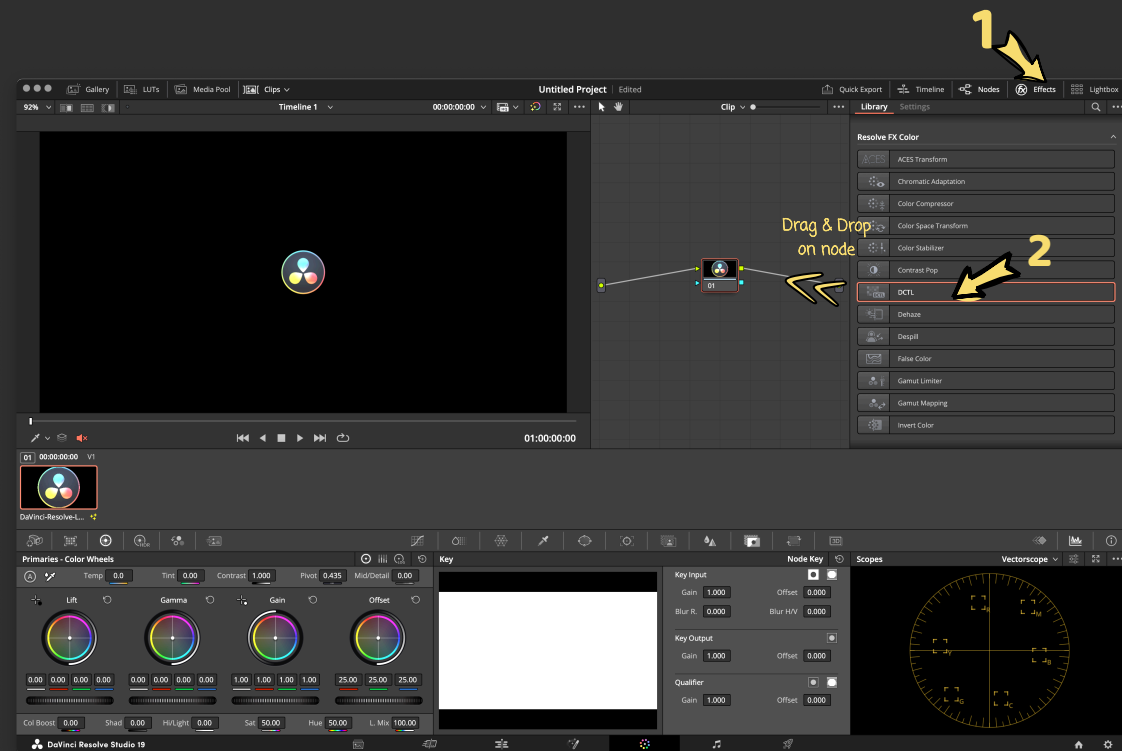 1
Gallery
LUTs
Media Pool
Clips
Untitled Project
Edited
Quick Export
Timeline
Nodes
fx Effects
Lightbox
92%
Timeline 1
00:00:00:00
Clip
Library
Settings
Resolve FX Color
ACES
ACES Transform
Chromatic Adaptation
Color Compressor
Color Space Transform
Color Stabilizer
Contrast Pop
DCTL
Dehaze
Despill
False Color
Gamut Limiter
Gamut Mapping
Invert Color
Drag & Drop
on node
2
01
01:00:00:00
01 00:00:00:00 V1
DaVinci-Resolve-L...
HDR
3D
Primaries - Color Wheels
Key
Node Key
Scopes
Vectorscope
A
Temp 0.0
Tint 0.00
Contrast 1.000
Pivot 0.435
Mid/Detail 0.00
Lift
Gamma
Gain
Offset
0.00 0.00 0.00 0.00
0.00 0.00 0.00 0.00
1.00 1.00 1.00 1.00
25.00 25.00 25.00
Col Boost 0.00
Shad 0.00
Hi/Light 0.00
Sat 50.00
Hue 50.00
L. Mix 100.00
Key Input
Gain 1.000
Offset 0.000
Blur R. 0.000
Blur H/V 0.000
Key Output
Gain 1.000
Offset 0.000
Qualifier
Gain 1.000
Offset 0.000
R
M
Y
B
G
C
DaVinci Resolve Studio 19